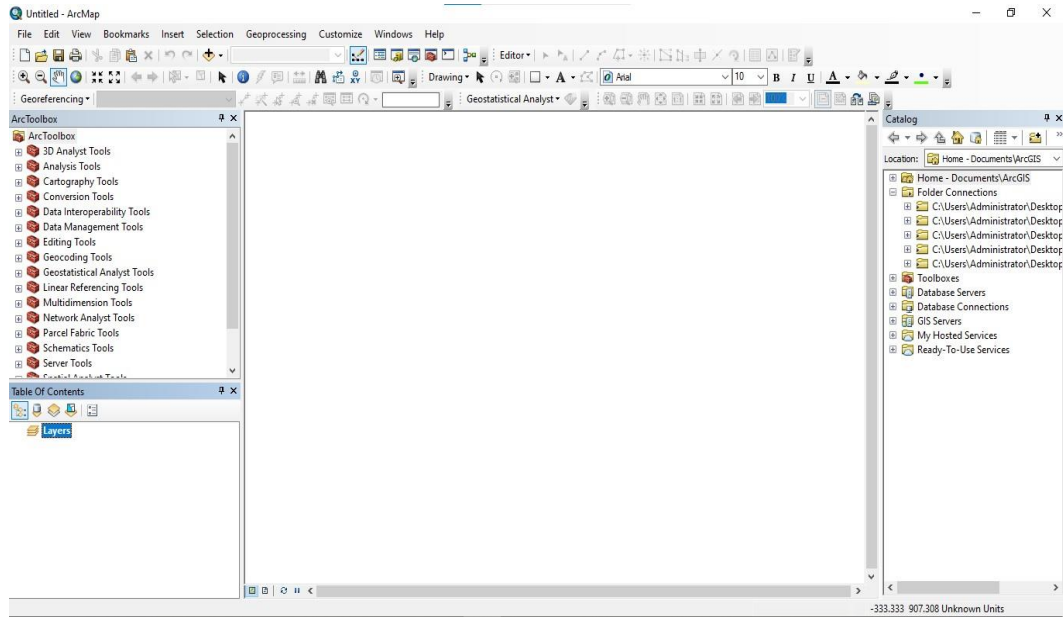 Untitled - ArcMap
File Edit View Bookmarks Insert Selection Geoprocessing Customize Windows Help
Editor
Drawing A Arial 10 B I U A
Georeferencing Geostatistical Analyst
ArcToolbox
ArcToolbox
3D Analyst Tools
Analysis Tools
Cartography Tools
Conversion Tools
Data Interoperability Tools
Data Management Tools
Editing Tools
Geocoding Tools
Geostatistical Analyst Tools
Linear Referencing Tools
Multidimension Tools
Network Analyst Tools
Parcel Fabric Tools
Schematics Tools
Server Tools
Spatial Analyst Tools
Table Of Contents
Layers
Catalog
Location: Home - Documents\ArcGIS
Home - Documents\ArcGIS
Folder Connections
C:\Users\Administrator\Desktop
C:\Users\Administrator\Desktop
C:\Users\Administrator\Desktop
C:\Users\Administrator\Desktop
C:\Users\Administrator\Desktop
Toolboxes
Database Servers
Database Connections
GIS Servers
My Hosted Services
Ready-To-Use Services
-333.333 907.308 Unknown Units